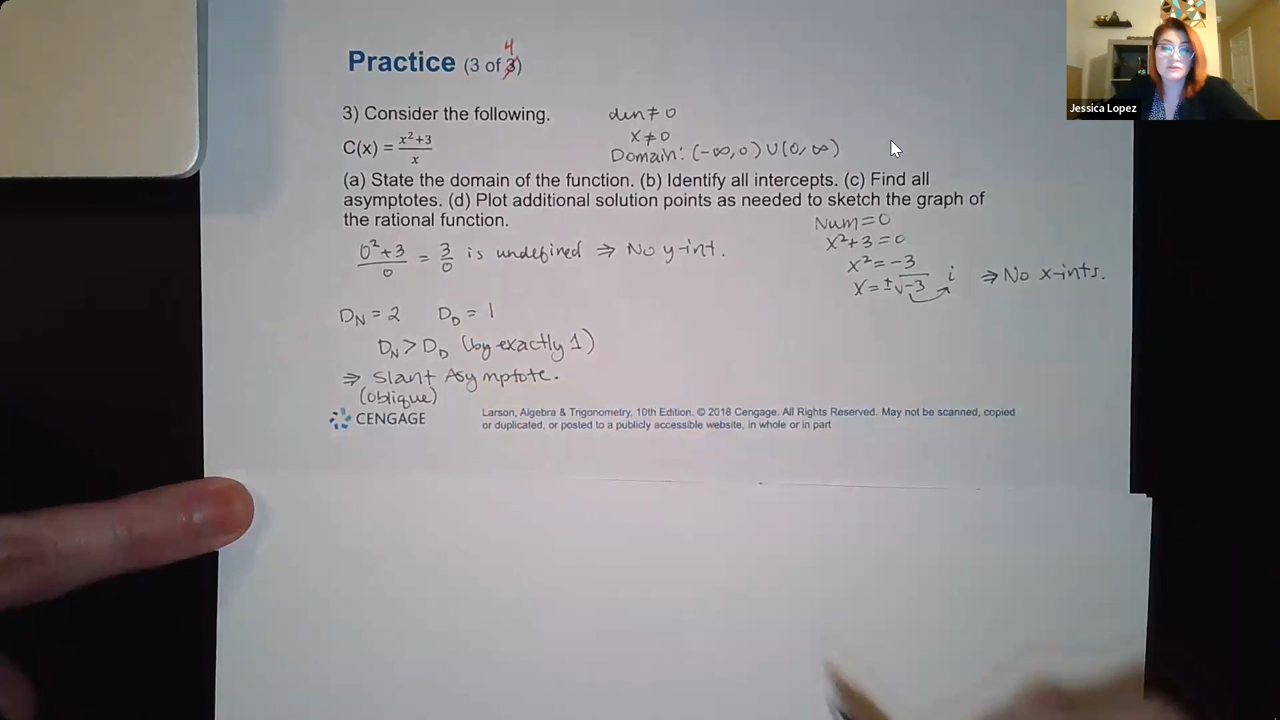 Practice (3 of 3)
4
3) Consider the following.
C(x) = x²+3/x
den ≠ 0
x ≠ 0
Domain: (-∞, 0) ∪ (0, ∞)
(a) State the domain of the function. (b) Identify all intercepts. (c) Find all
asymptotes. (d) Plot additional solution points as needed to sketch the graph of
the rational function.
0²+3/0 = 3/0 is undefined ⇒ No y-int.
Num = 0
x²+3 = 0
x² = -3
x = ±√-3 i ⇒ No x-ints.
D_N = 2 D_D = 1
D_N > D_D (by exactly 1)
⇒ Slant Asymptote.
(oblique)
CENGAGE
Larson, Algebra & Trigonometry, 10th Edition. © 2018 Cengage. All Rights Reserved. May not be scanned, copied
or duplicated, or posted to a publicly accessible website, in whole or in part
Jessica Lopez